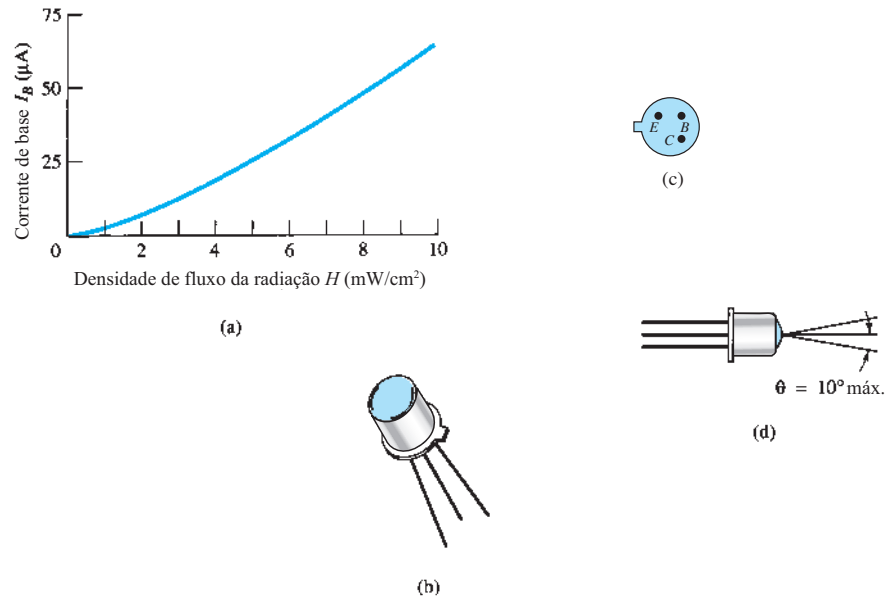 75
50
25
0
2
4
6
8
10
Corrente de base I_B (μA)
Densidade de fluxo da radiação H (mW/cm²)
(a)
E B
C
(c)
θ = 10° máx.
(d)
(b)